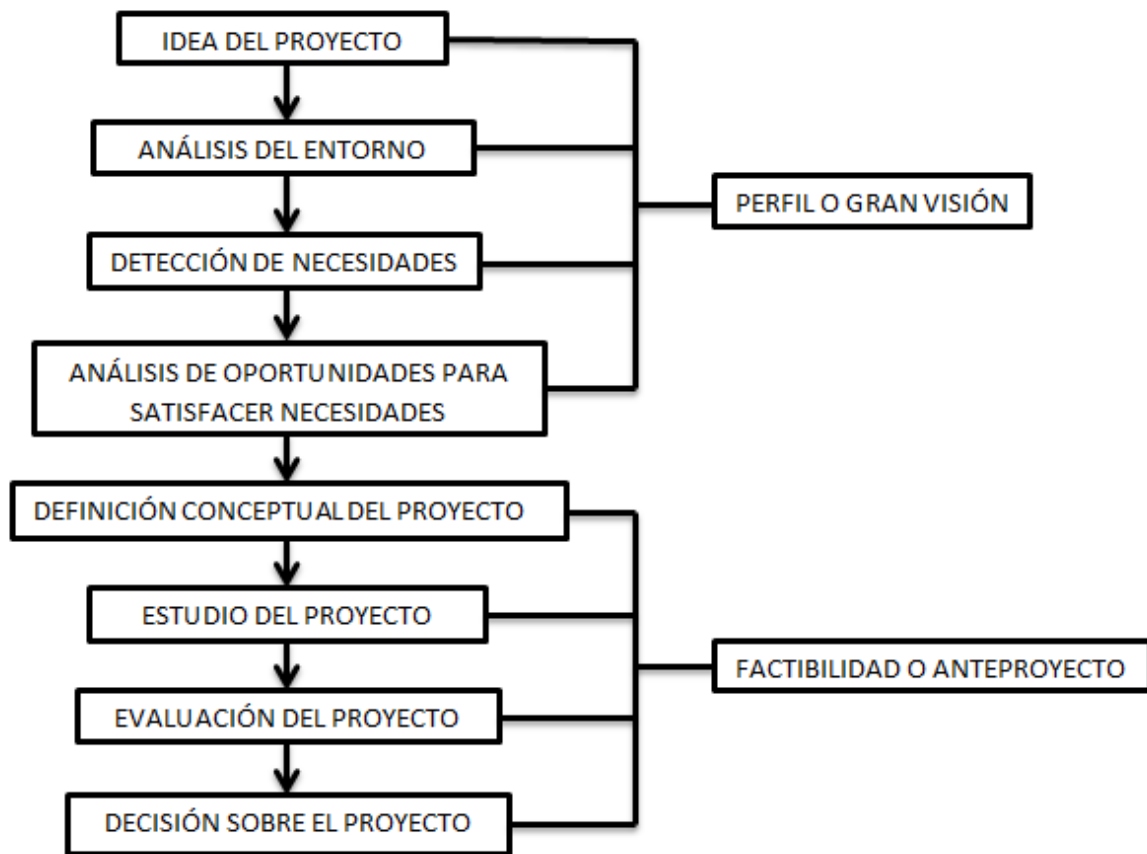 IDEA DEL PROYECTO
ANÁLISIS DEL ENTORNO
DETECCIÓN DE NECESIDADES
ANÁLISIS DE OPORTUNIDADES PARA
SATISFACER NECESIDADES
PERFIL O GRAN VISIÓN
DEFINICIÓN CONCEPTUAL DEL PROYECTO
ESTUDIO DEL PROYECTO
EVALUACIÓN DEL PROYECTO
DECISIÓN SOBRE EL PROYECTO
FACTIBILIDAD O ANTEPROYECTO